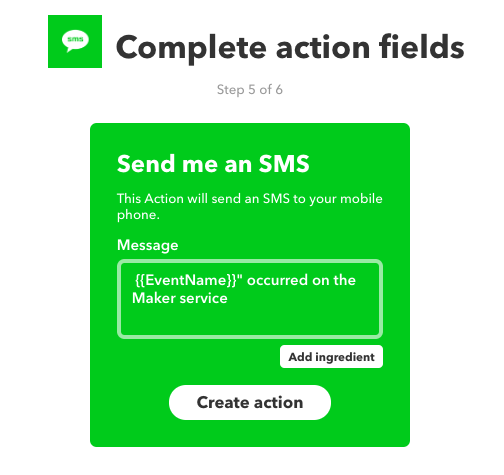 sms
Complete action fields
Step 5 of 6
Send me an SMS
This Action will send an SMS to your mobile
phone.
Message
{{EventName}}" occurred on the
Maker service
Add ingredient
Create action